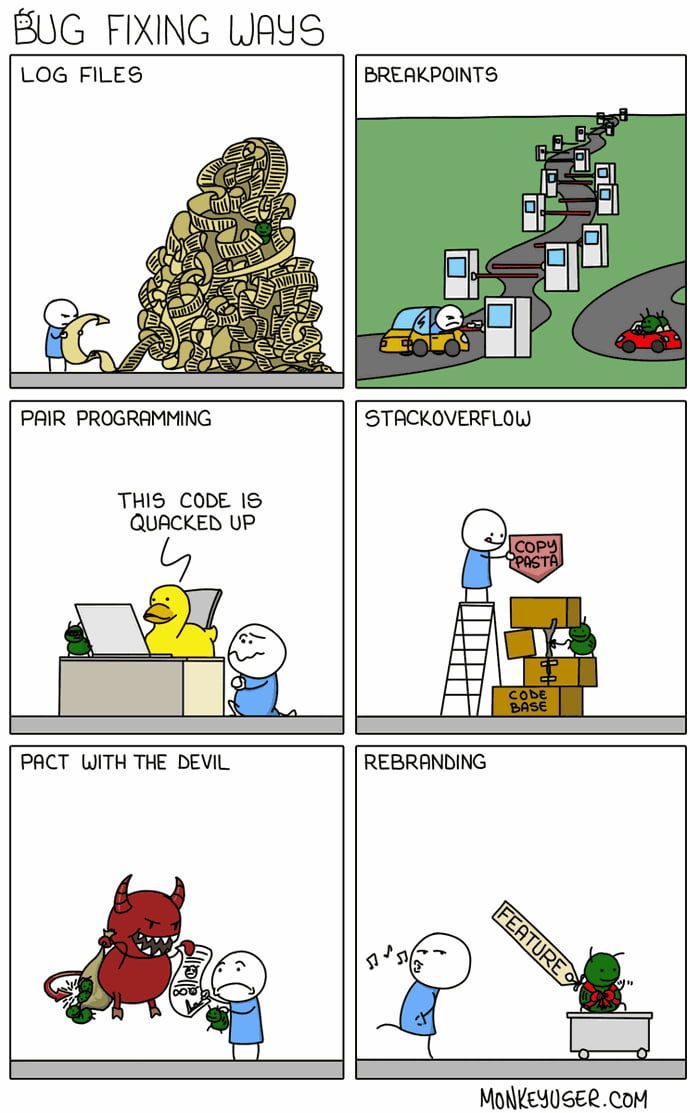 BUG FIXING WAYS
LOG FILES
BREAKPOINTS
PAIR PROGRAMMING
THIS CODE IS
QUACKED UP
STACKOVERFLOW
COPY
PASTA
CODE
BASE
PACT WITH THE DEVIL
REBRANDING
FEATURE
MONKEYUSER.COM